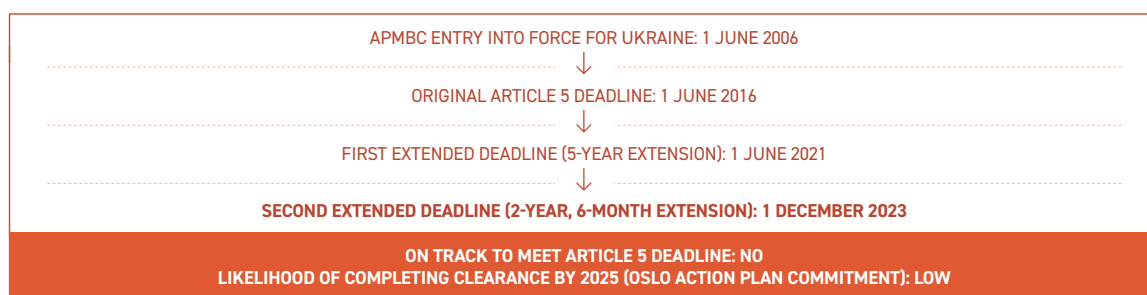 APMBC ENTRY INTO FORCE FOR UKRAINE: 1 JUNE 2006
ORIGINAL ARTICLE 5 DEADLINE: 1 JUNE 2016
FIRST EXTENDED DEADLINE (5-YEAR EXTENSION): 1 JUNE 2021
SECOND EXTENDED DEADLINE (2-YEAR, 6-MONTH EXTENSION): 1 DECEMBER 2023
ON TRACK TO MEET ARTICLE 5 DEADLINE: NO
LIKELIHOOD OF COMPLETING CLEARANCE BY 2025 (OSLO ACTION PLAN COMMITMENT): LOW